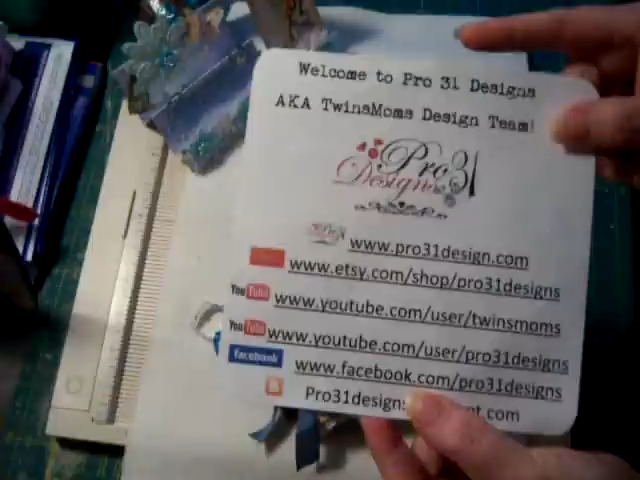 Welcome to Pro 31 Designs
AKA TwinsMoms Design Team!
Pro31
Designs
www.pro31design.com
www.etsy.com/shop/pro31designs
YouTube www.youtube.com/user/twinsmoms
YouTube www.youtube.com/user/pro31designs
facebook www.facebook.com/pro31designs
Pro31designs